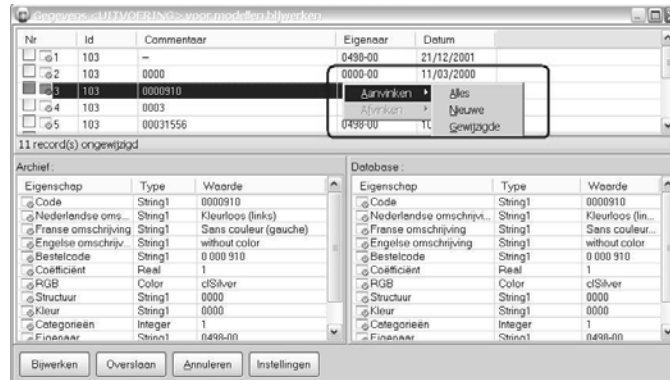 Gegevens <UITVOERING> voor modellen bijwerken
Nr Id Commentaar Eigenaar Datum
1 103 – 0498-00 21/12/2001
2 103 0000 0000-00 11/03/2000
3 103 0000910
4 103 0003
5 103 00031556 0498-00
Aanvinken Alles
Afvinken Nieuwe
Gewijzigde
11 record(s) ongewijzigd
Archief :
Eigenschap Type Waarde
Code String1 0000910
Nederlandse oms... String1 Kleurloos (links)
Franse omschrijving String1 Sans couleur (gauche)
Engelse omschrijv... String1 without color
Bestelcode String1 0 000 910
Coëfficiënt Real 1
RGB Color clSilver
Structuur String1 0000
Kleur String1 0000
Categorieën Integer 1
Eigenaar String1 0498-00
Database :
Eigenschap Type Waarde
Code String1 0000910
Nederlandse omschrijvi... String1 Kleurloos (lin...
Franse omschrijving String1 Sans couleur...
Engelse omschrijving String1 without color
Bestelcode String1 0 000 910
Coëfficiënt Real 1
RGB Color clSilver
Structuur String1 0000
Kleur String1 0000
Categorieën Integer 1
Eigenaar String1 0498-00
Bijwerken Overslaan Annuleren Instellingen